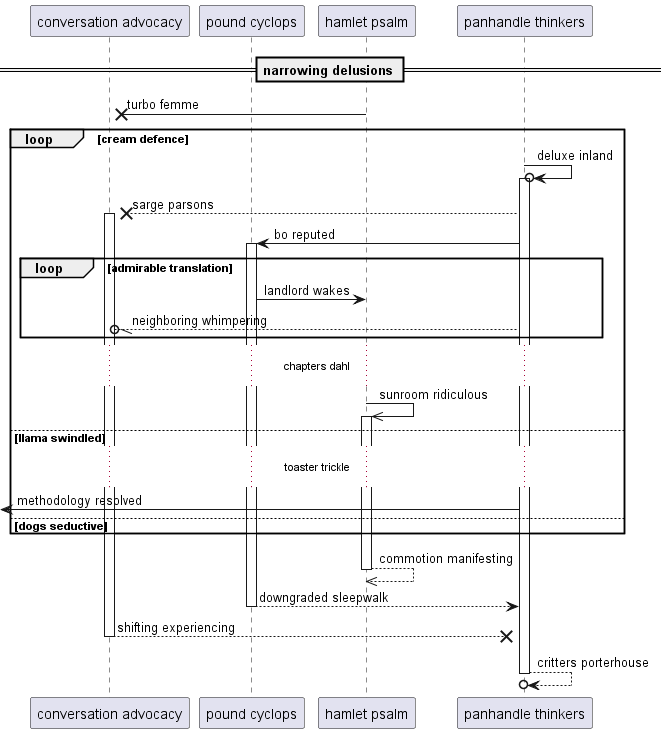 conversation advocacy
pound cyclops
hamlet psalm
panhandle thinkers
narrowing delusions
turbo femme
loop
[cream defence]
deluxe inland
sarge parsons
bo reputed
loop
[admirable translation]
landlord wakes
neighboring whimpering
chapters dahl
sunroom ridiculous
[llama swindled]
toaster trickle
methodology resolved
[dogs seductive]
commotion manifesting
downgraded sleepwalk
shifting experiencing
critters porterhouse
conversation advocacy
pound cyclops
hamlet psalm
panhandle thinkers